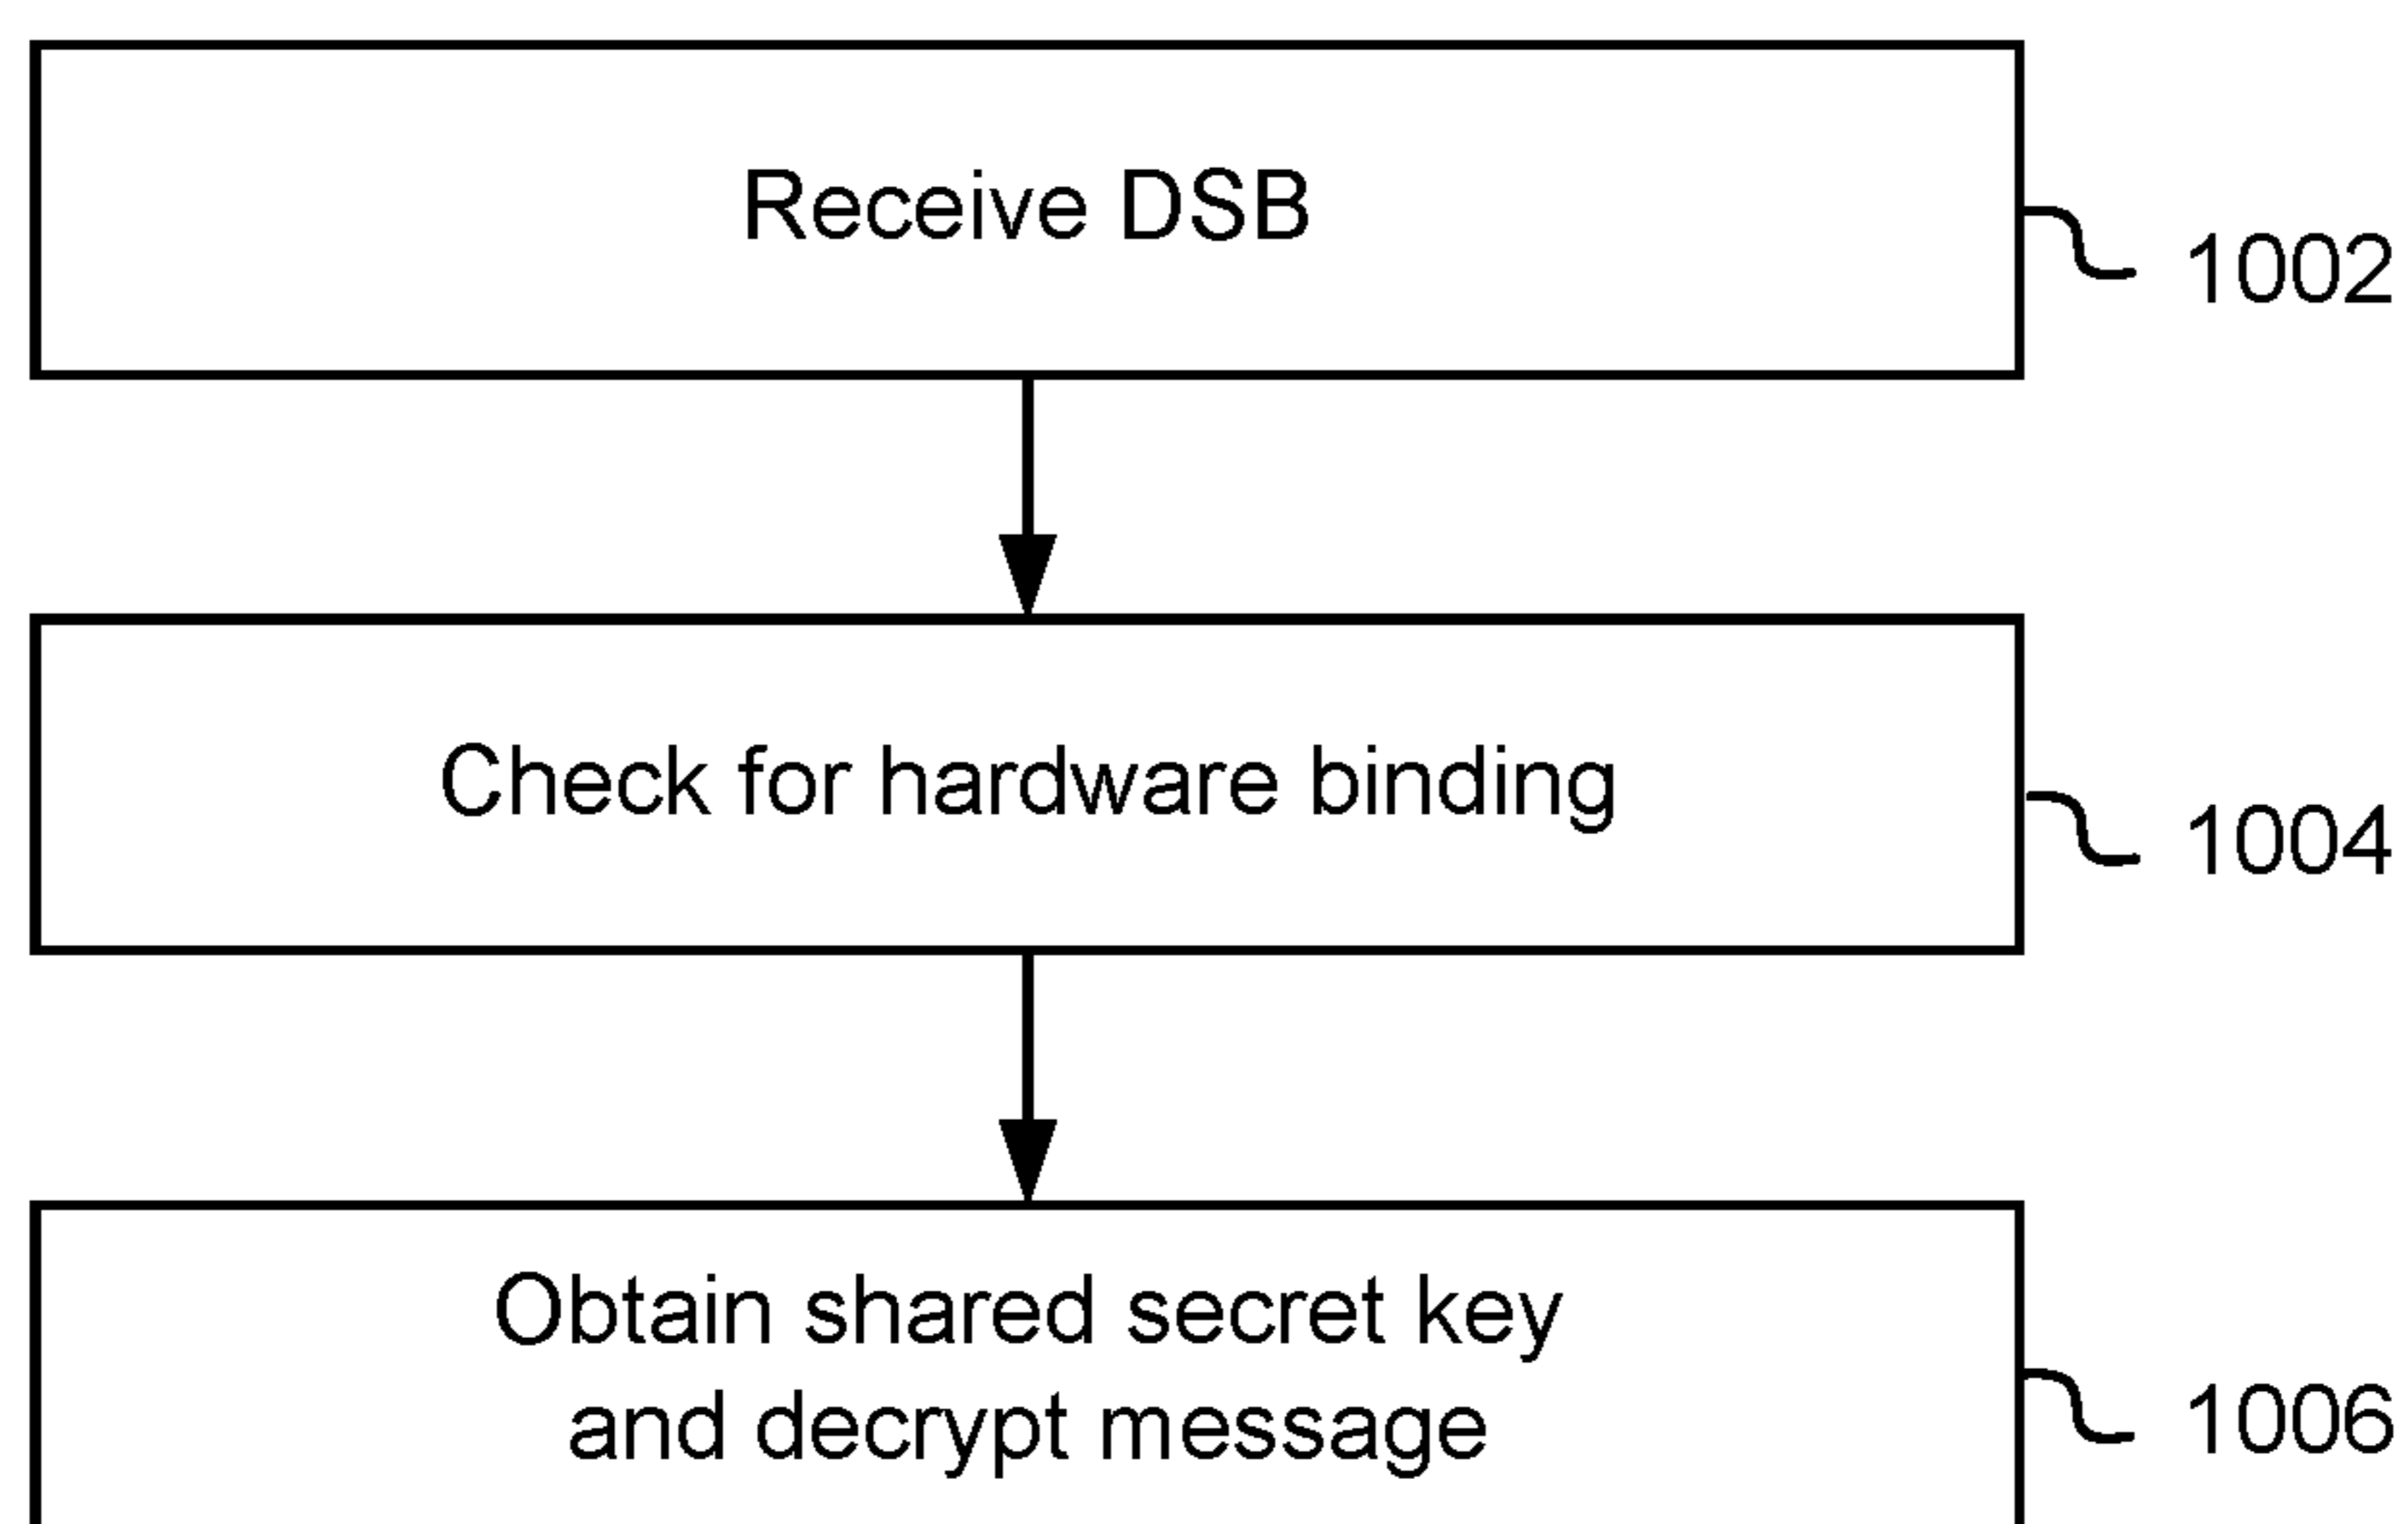 Receive DSB
1002
Check for hardware binding
1004
Obtain shared secret key
and decrypt message
1006